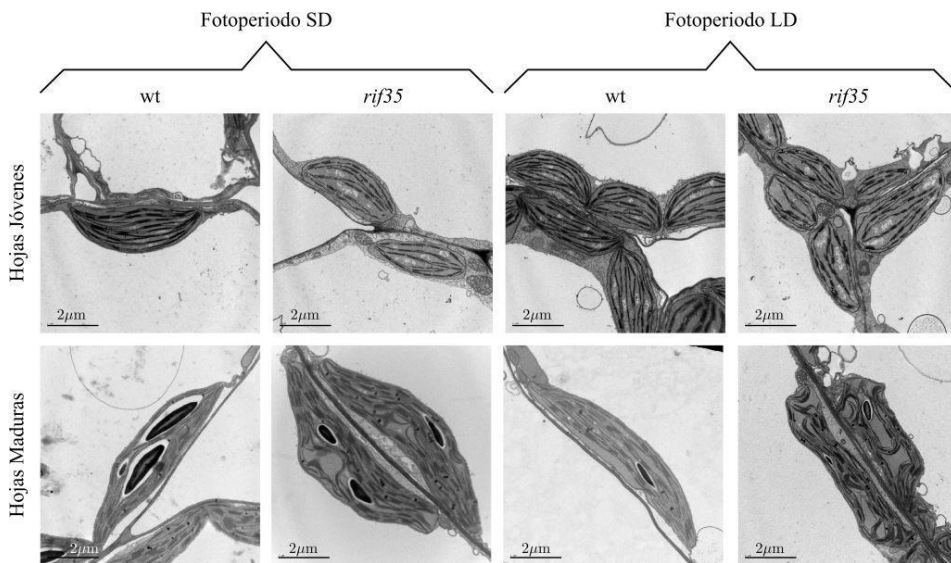 Fotoperiodo SD
Fotoperiodo LD
wt
rif35
wt
rif35
Hojas Jóvenes
2μm
2μm
2μm
2μm
Hojas Maduras
2μm
2μm
2μm
2μm